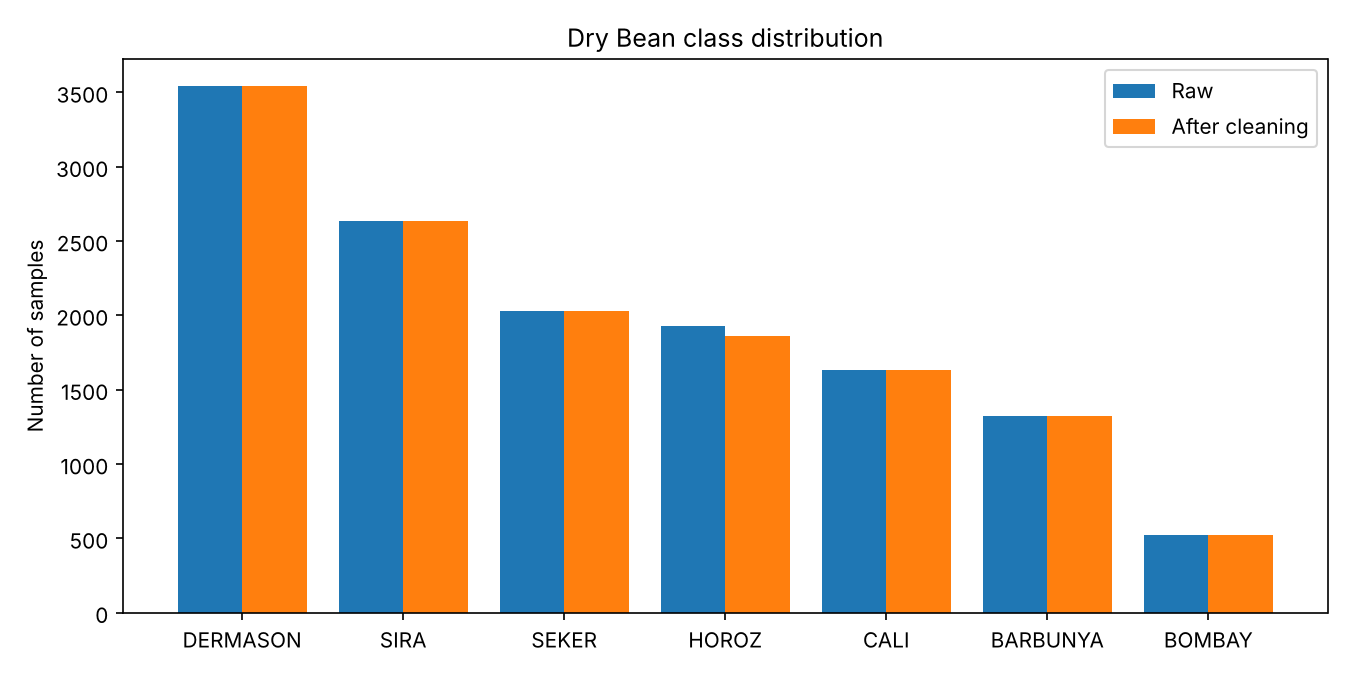 Dry Bean class distribution
Raw
After cleaning
Number of samples
3500
3000
2500
2000
1500
1000
500
0
DERMASON SIRA SEKER HOROZ CALI BARBUNYA BOMBAY